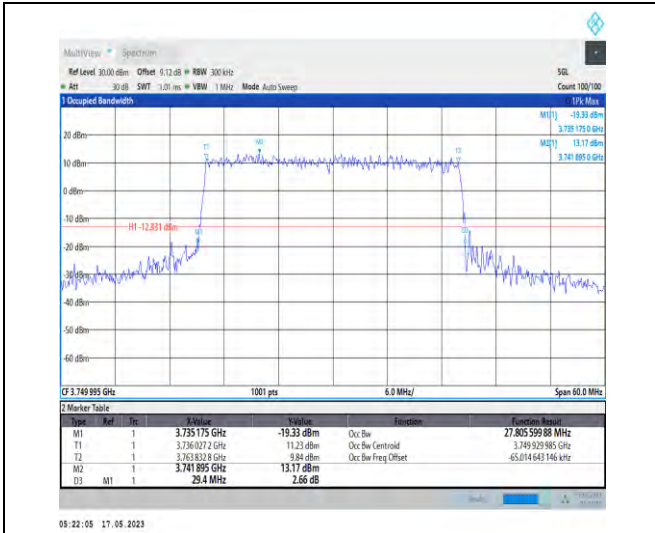 MultiView Spectrum
Ref Level 30.00 dBm Offset 9.12 dB RBW 300 kHz SGL
Att 30 dB SWT 1.01 ms VBW 1 MHz Mode Auto Sweep Count 100/100
1 Occupied Bandwidth 1Pk Max
M1[1] -19.33 dBm
3.735 175 0 GHz
M2[1] 13.17 dBm
3.741 895 0 GHz
20 dBm
T1 M2 T2
10 dBm
0 dBm
-10 dBm
H1 -12.831 dBm
-20 dBm
-30 dBm
-40 dBm
-50 dBm
-60 dBm
CF 3.749 995 GHz 1001 pts 6.0 MHz/ Span 60.0 MHz
2 Marker Table
Type Ref Trc X-Value Y-Value Function Function Result
M1 1 3.735 175 GHz -19.33 dBm Occ Bw 27.805 599 88 MHz
T1 1 3.736 027 2 GHz 11.23 dBm Occ Bw Centroid 3.749 929 985 GHz
T2 1 3.763 832 8 GHz 9.84 dBm Occ Bw Freq Offset -65.014 643 146 kHz
M2 1 3.741 895 GHz 13.17 dBm
D3 M1 1 29.4 MHz 2.66 dB
05:22:05 17.05.2023